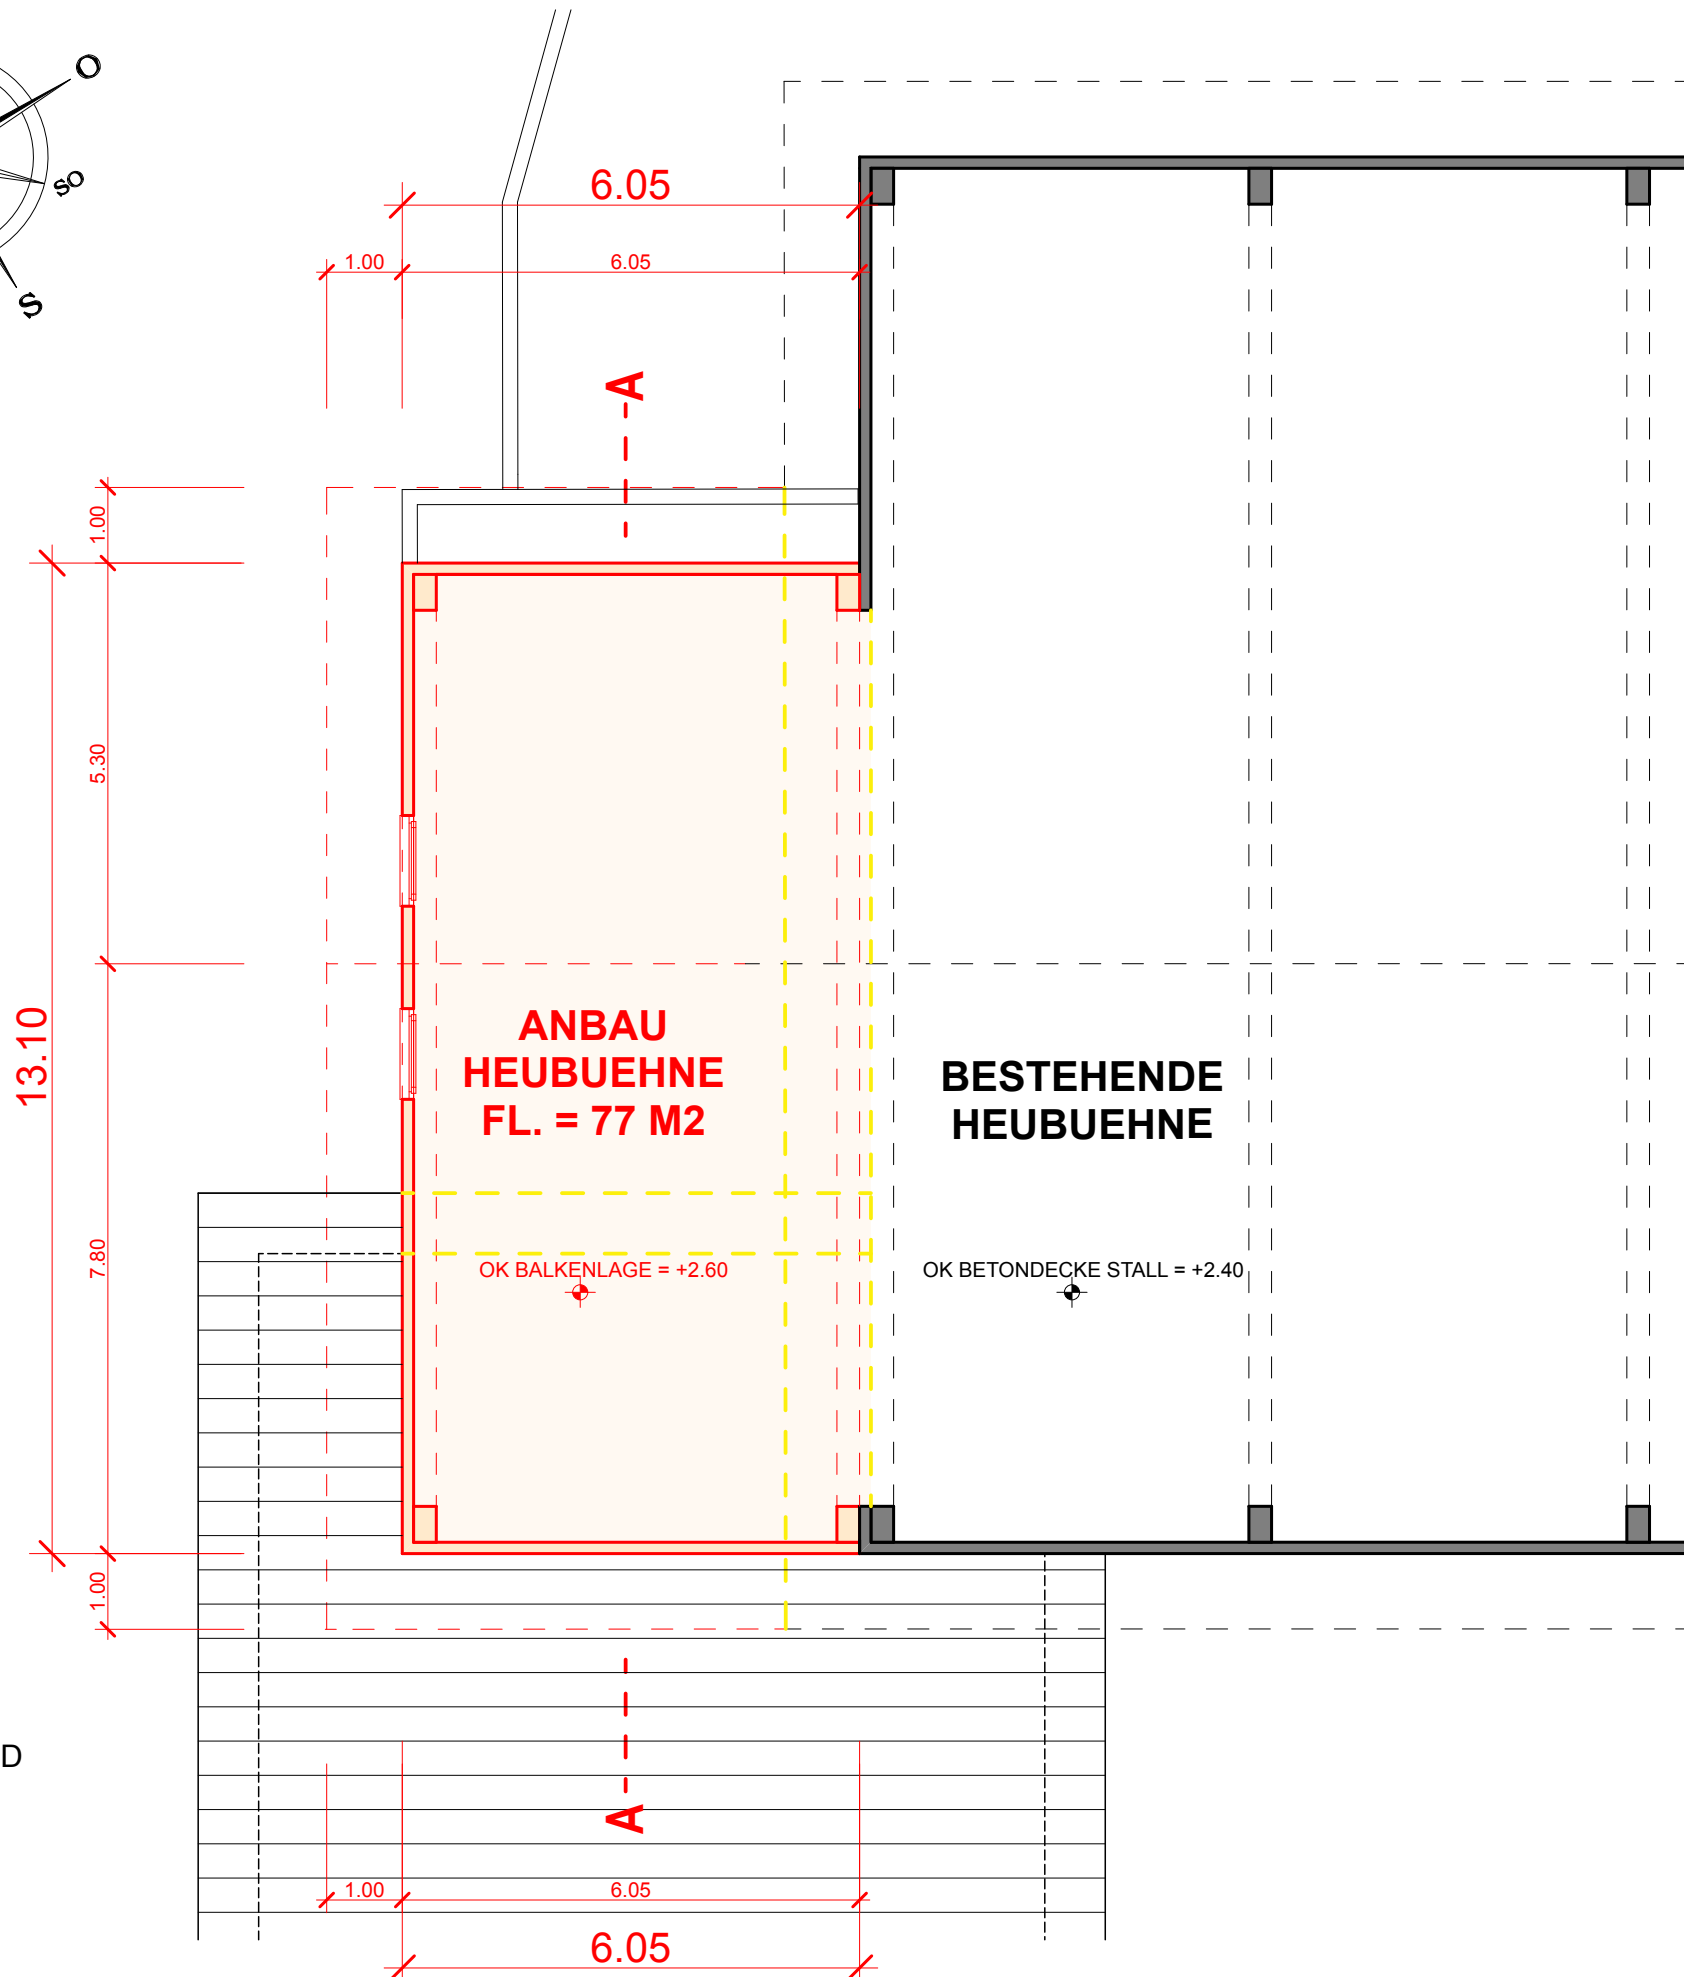 O
SO
S
6.05
1.00
6.05
A
1.00
5.30
13.10
7.80
1.00
ANBAU
HEUBUEHNE
FL. = 77 M2
BESTEHENDE
HEUBUEHNE
OK BALKENLAGE = +2.60
OK BETONDECKE STALL = +2.40
D
A
1.00
6.05
6.05